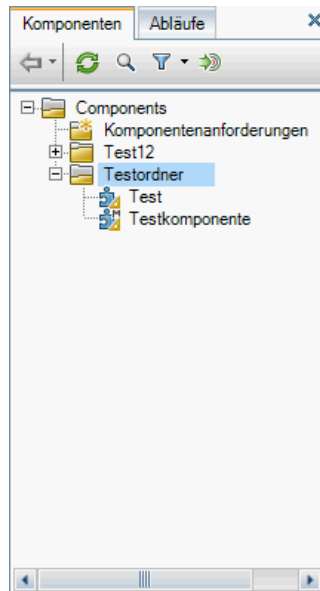 Komponenten Abläufe
Components
Komponentenanforderungen
Test12
Testordner
Test
M
Testkomponente